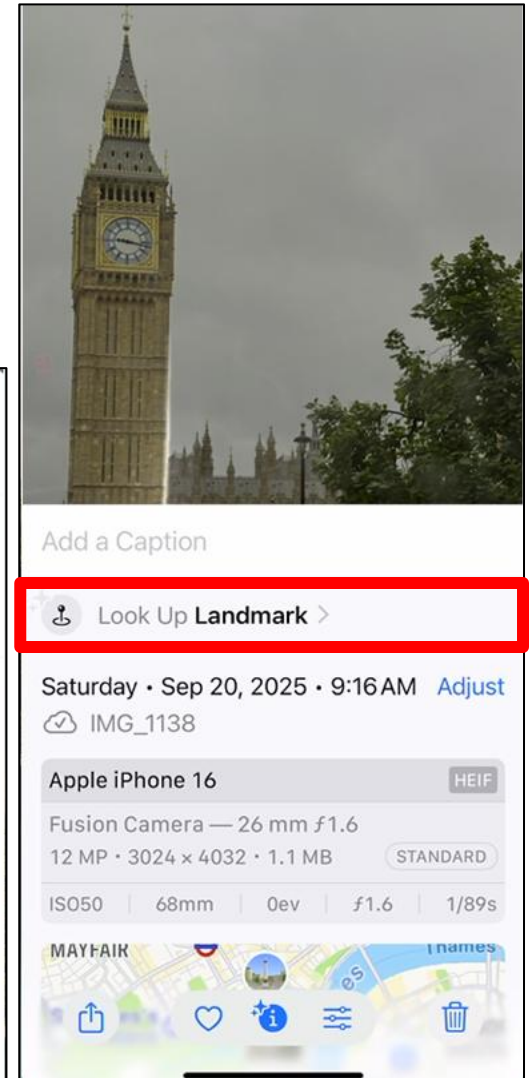 Add a Caption
Look Up Landmark >
Saturday • Sep 20, 2025 • 9:16 AM Adjust
IMG_1138
Apple iPhone 16 HEIF
Fusion Camera — 26 mm ƒ1.6
12 MP • 3024 × 4032 • 1.1 MB STANDARD
ISO50 | 68mm | 0ev | ƒ1.6 | 1/89s
MAYFAIR Thames